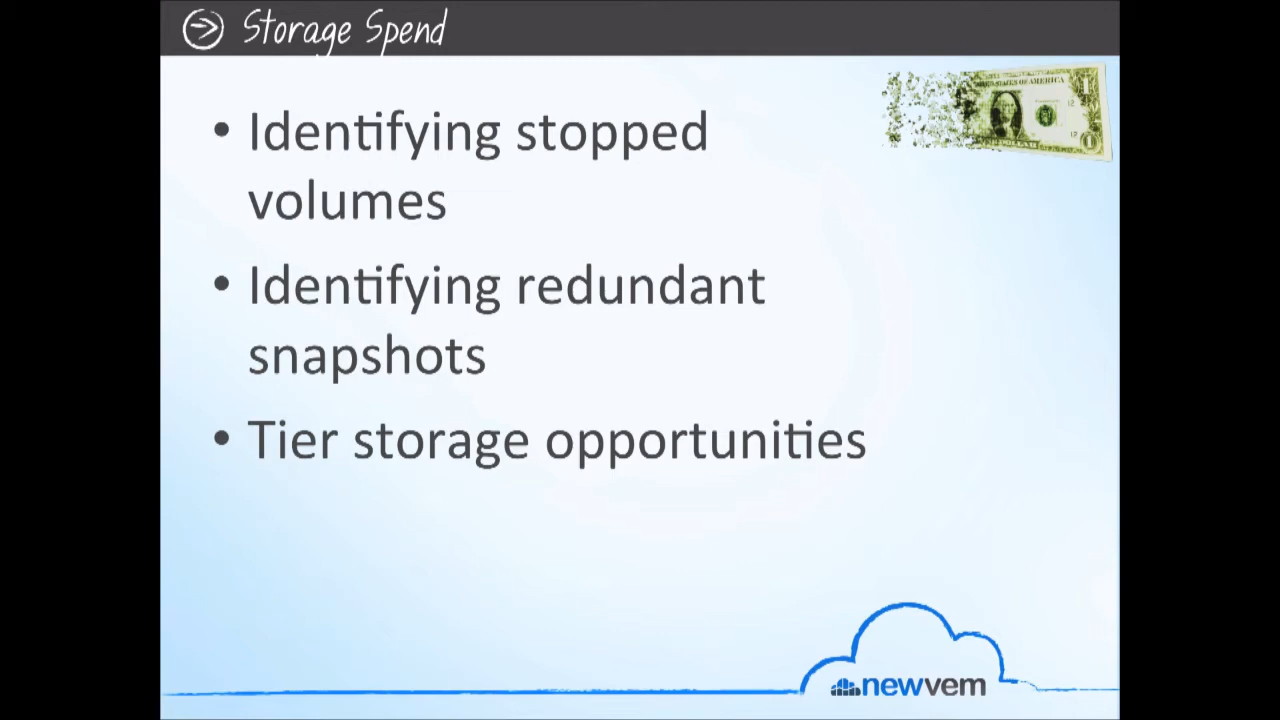 Storage Spend
• Identifying stopped
volumes
• Identifying redundant
snapshots
• Tier storage opportunities
newvem